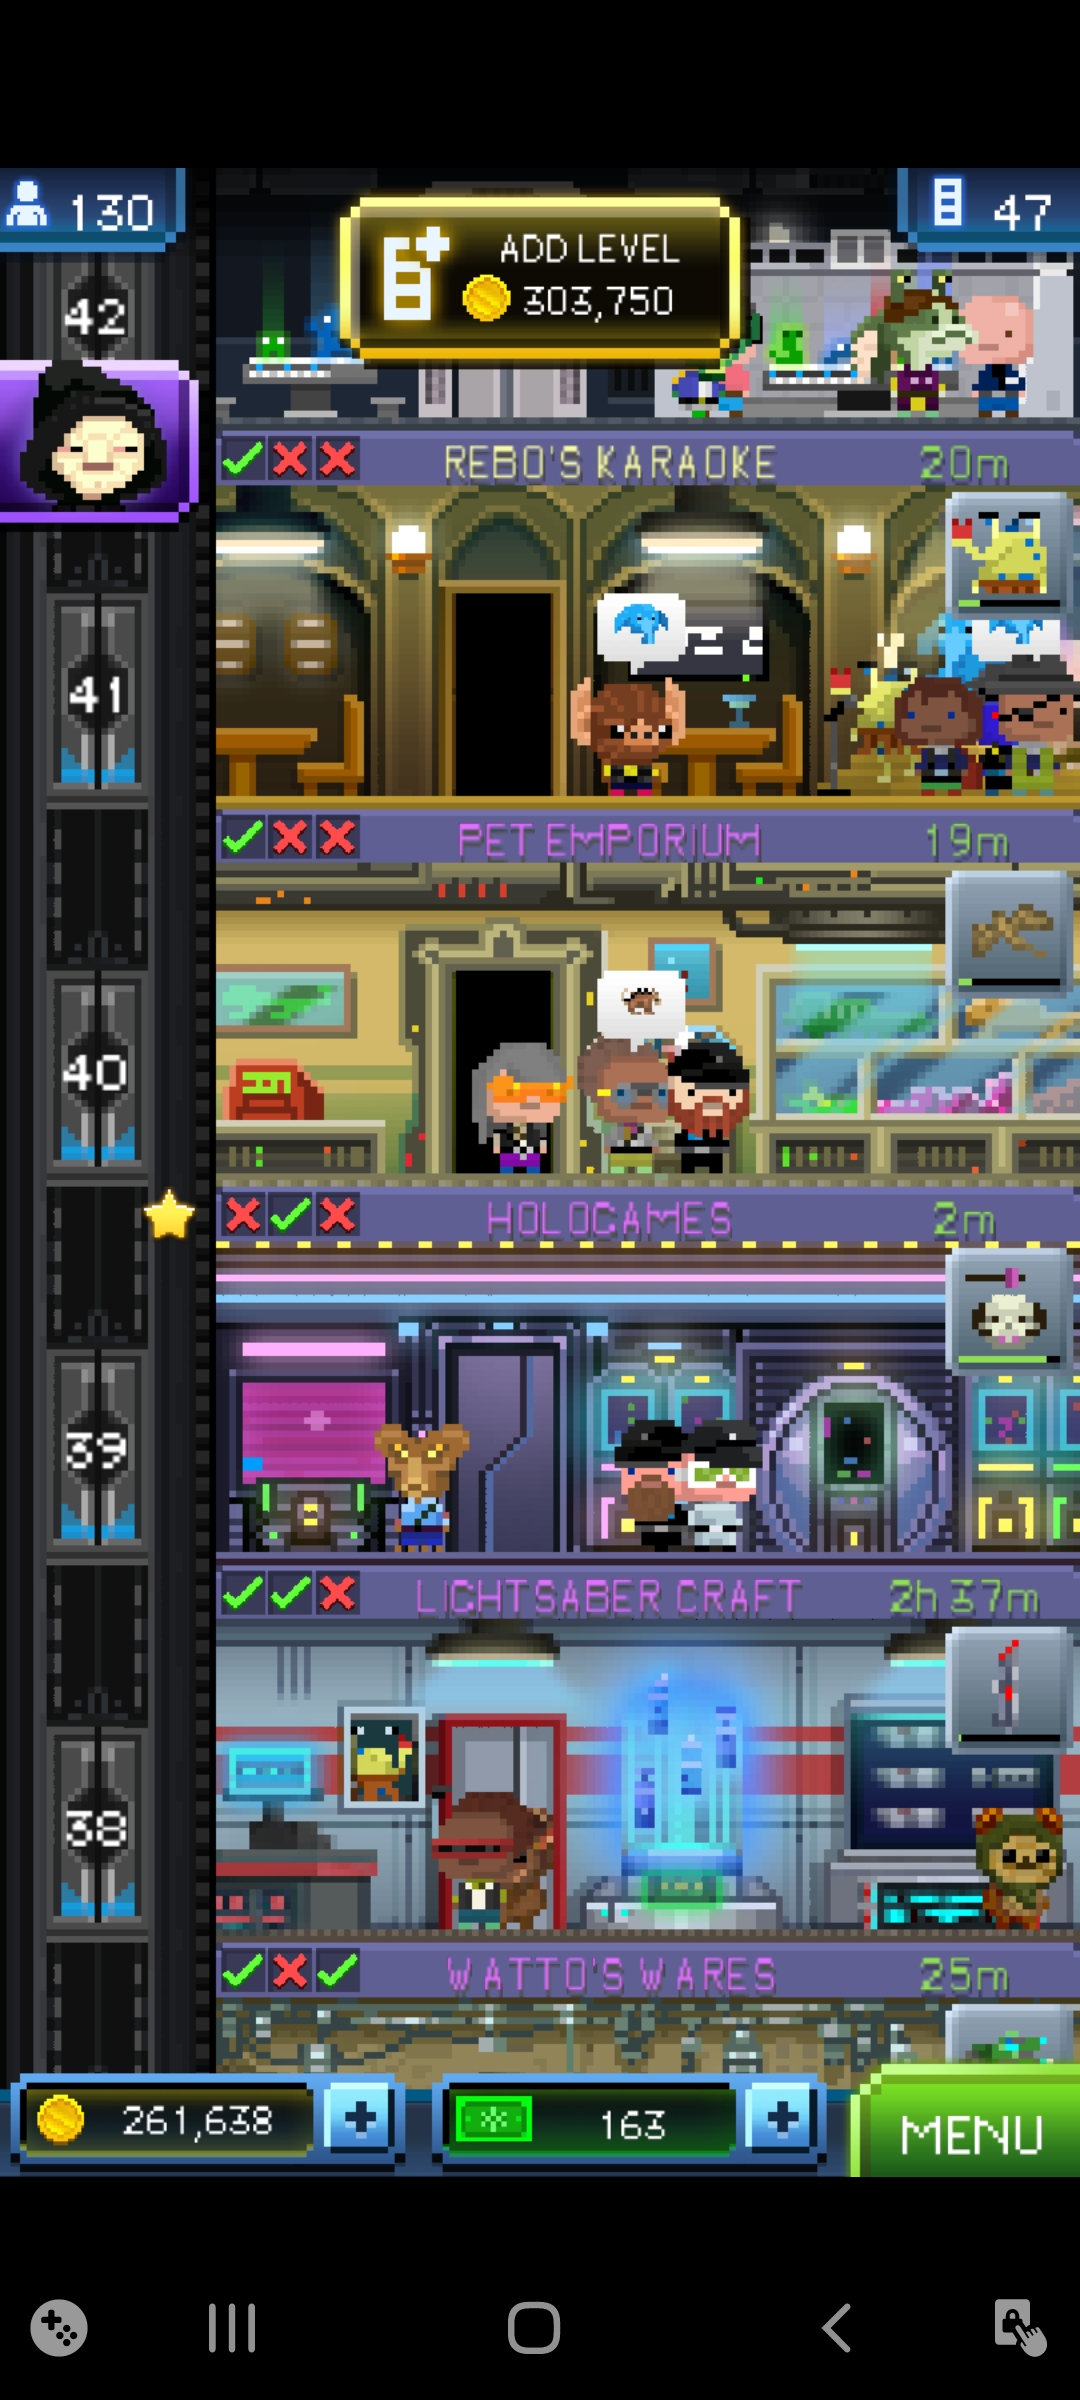 130
47
ADD LEVEL
303,750
42
REBO'S KARAOKE 20m
41
PET EMPORIUM 19m
40
HOLOGAMES 2m
39
LIGHTSABER CRAFT 2h 37m
38
WATTO'S WARES 25m
261,638
163
MENU